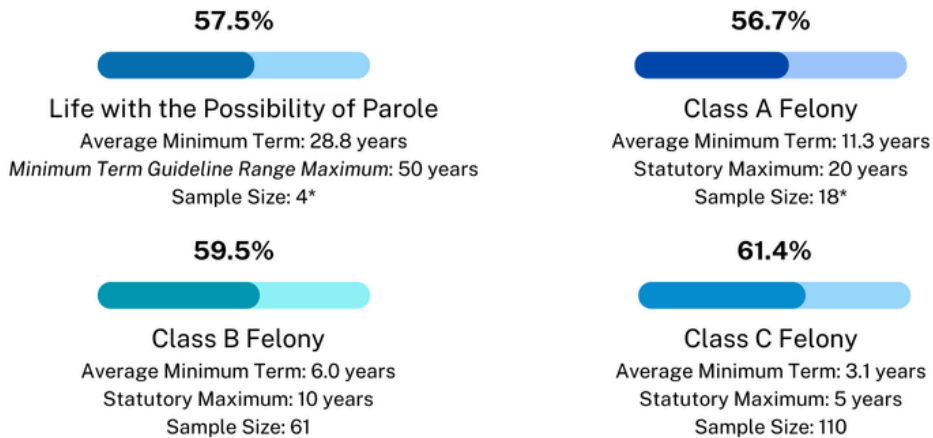 57.5%
Life with the Possibility of Parole
Average Minimum Term: 28.8 years
Minimum Term Guideline Range Maximum: 50 years
Sample Size: 4*
56.7%
Class A Felony
Average Minimum Term: 11.3 years
Statutory Maximum: 20 years
Sample Size: 18*
59.5%
Class B Felony
Average Minimum Term: 6.0 years
Statutory Maximum: 10 years
Sample Size: 61
61.4%
Class C Felony
Average Minimum Term: 3.1 years
Statutory Maximum: 5 years
Sample Size: 110